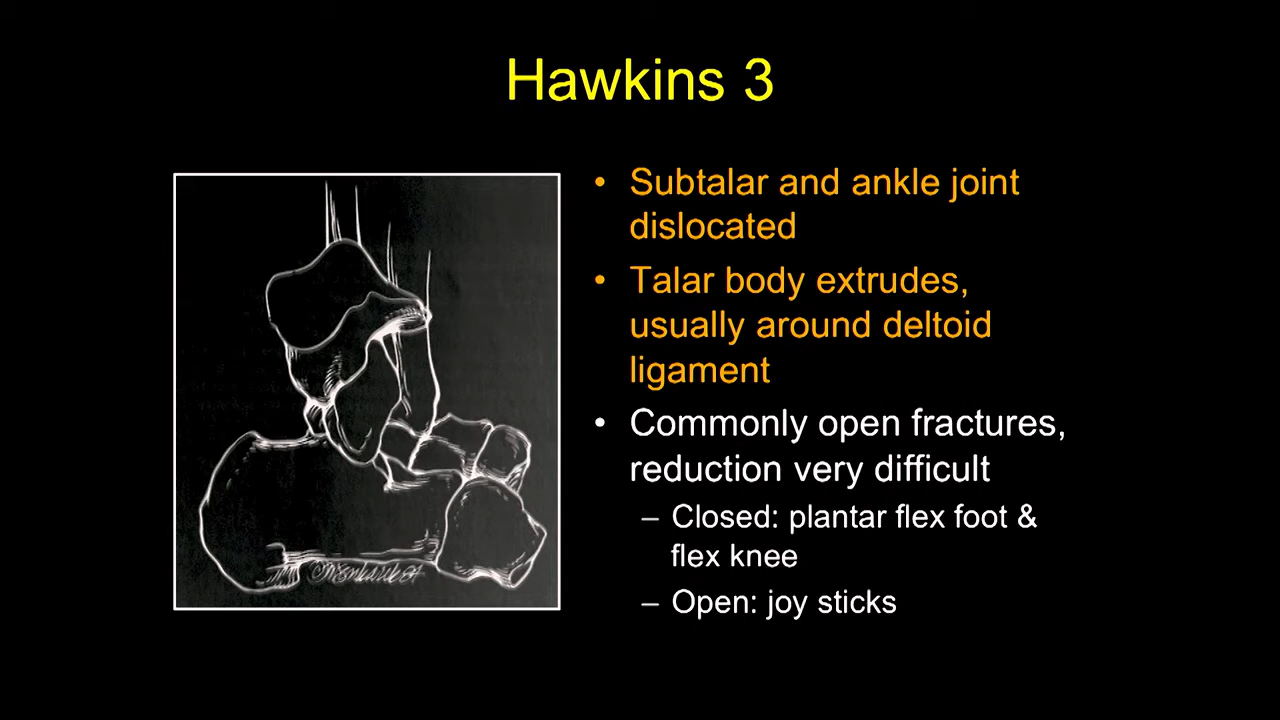 Hawkins 3
• Subtalar and ankle joint
dislocated
• Talar body extrudes,
usually around deltoid
ligament
• Commonly open fractures,
reduction very difficult
– Closed: plantar flex foot &
flex knee
– Open: joy sticks